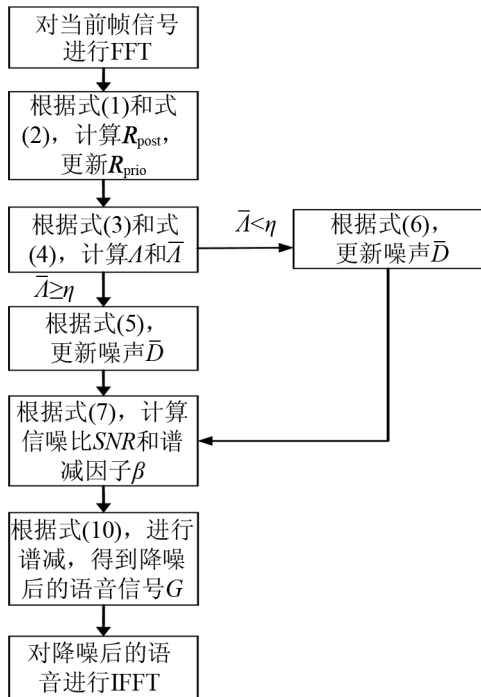 对当前帧信号
进行FFT
根据式(1)和式
(2)，计算Rpost，
更新Rprio
根据式(3)和式
(4)，计算Λ和Λ̅
Λ̅<η
根据式(6)，
更新噪声D̅
Λ̅≥η
根据式(5)，
更新噪声D̅
根据式(7)，计算
信噪比SNR和谱
减因子β
根据式(10)，进行
谱减，得到降噪
后的语音信号G
对降噪后的语
音进行IFFT